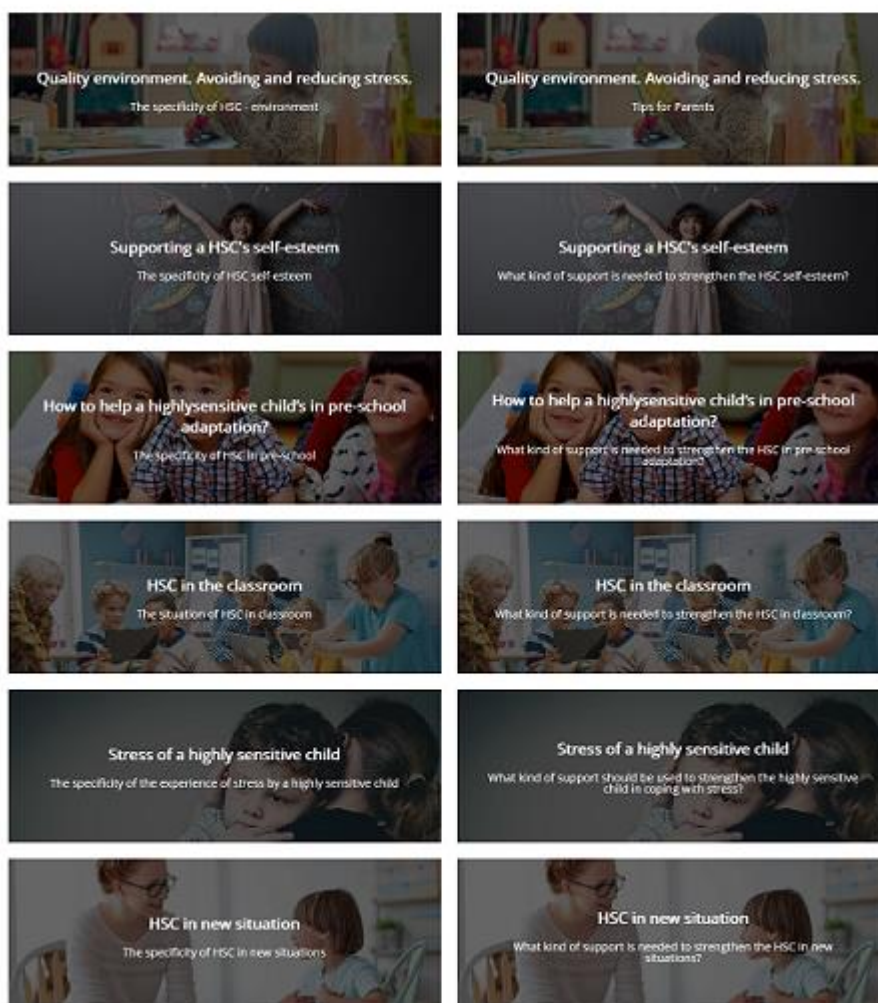 Quality environment. Avoiding and reducing stress.
The specificity of HSC - environment
Quality environment. Avoiding and reducing stress.
Tips for Parents
Supporting a HSC's self-esteem
The specificity of HSC self-esteem
Supporting a HSC's self-esteem
What kind of support is needed to strengthen the HSC self-esteem?
How to help a highlysensitive child's in pre-school
adaptation?
The specificity of HSC in pre-school
How to help a highlysensitive child's in pre-school
adaptation?
What kind of support is needed to strengthen the HSC in pre-school
adaptation?
HSC in the classroom
The situation of HSC in classroom
HSC in the classroom
What kind of support is needed to strengthen the HSC in classroom?
Stress of a highly sensitive child
The specificity of the experience of stress by a highly sensitive child
Stress of a highly sensitive child
What kind of support should be used to strengthen the highly sensitive
child in coping with stress?
HSC in new situation
The specificity of HSC in new situations
HSC in new situation
What kind of support is needed to strengthen the HSC in new
situations?